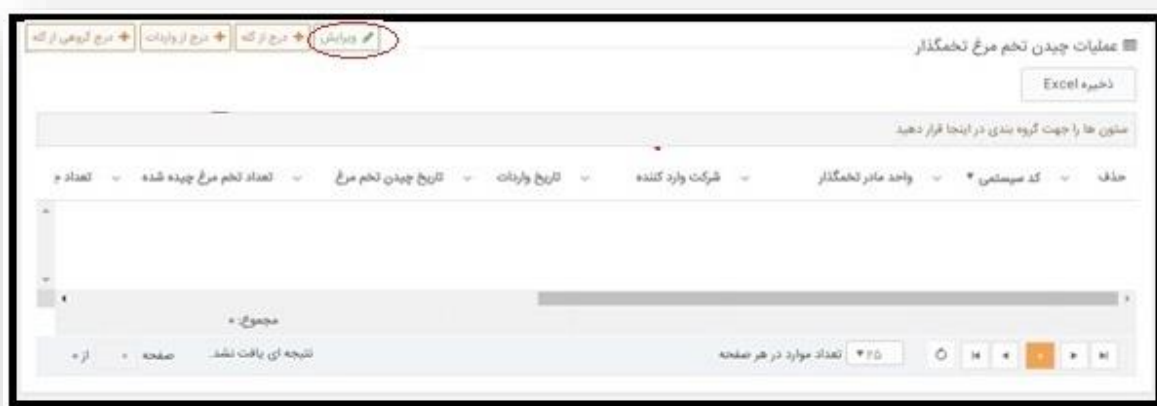 عملیات چیدن تخم مرغ تخمگذار
ویرایش درج از گله درج از واردات درج گروهی از گله
ذخیره Excel
ستون ها را جهت گروه بندی در اینجا قرار دهید
حذف کد سیستمی واحد مادر تخمگذار شرکت وارد کننده تاریخ واردات تاریخ چیدن تخم مرغ تعداد تخم مرغ چیده شده تعداد
مجموع: ۰
۰ ۲۵ تعداد موارد در هر صفحه نتیجه ای یافت نشد. صفحه ۰ از ۰